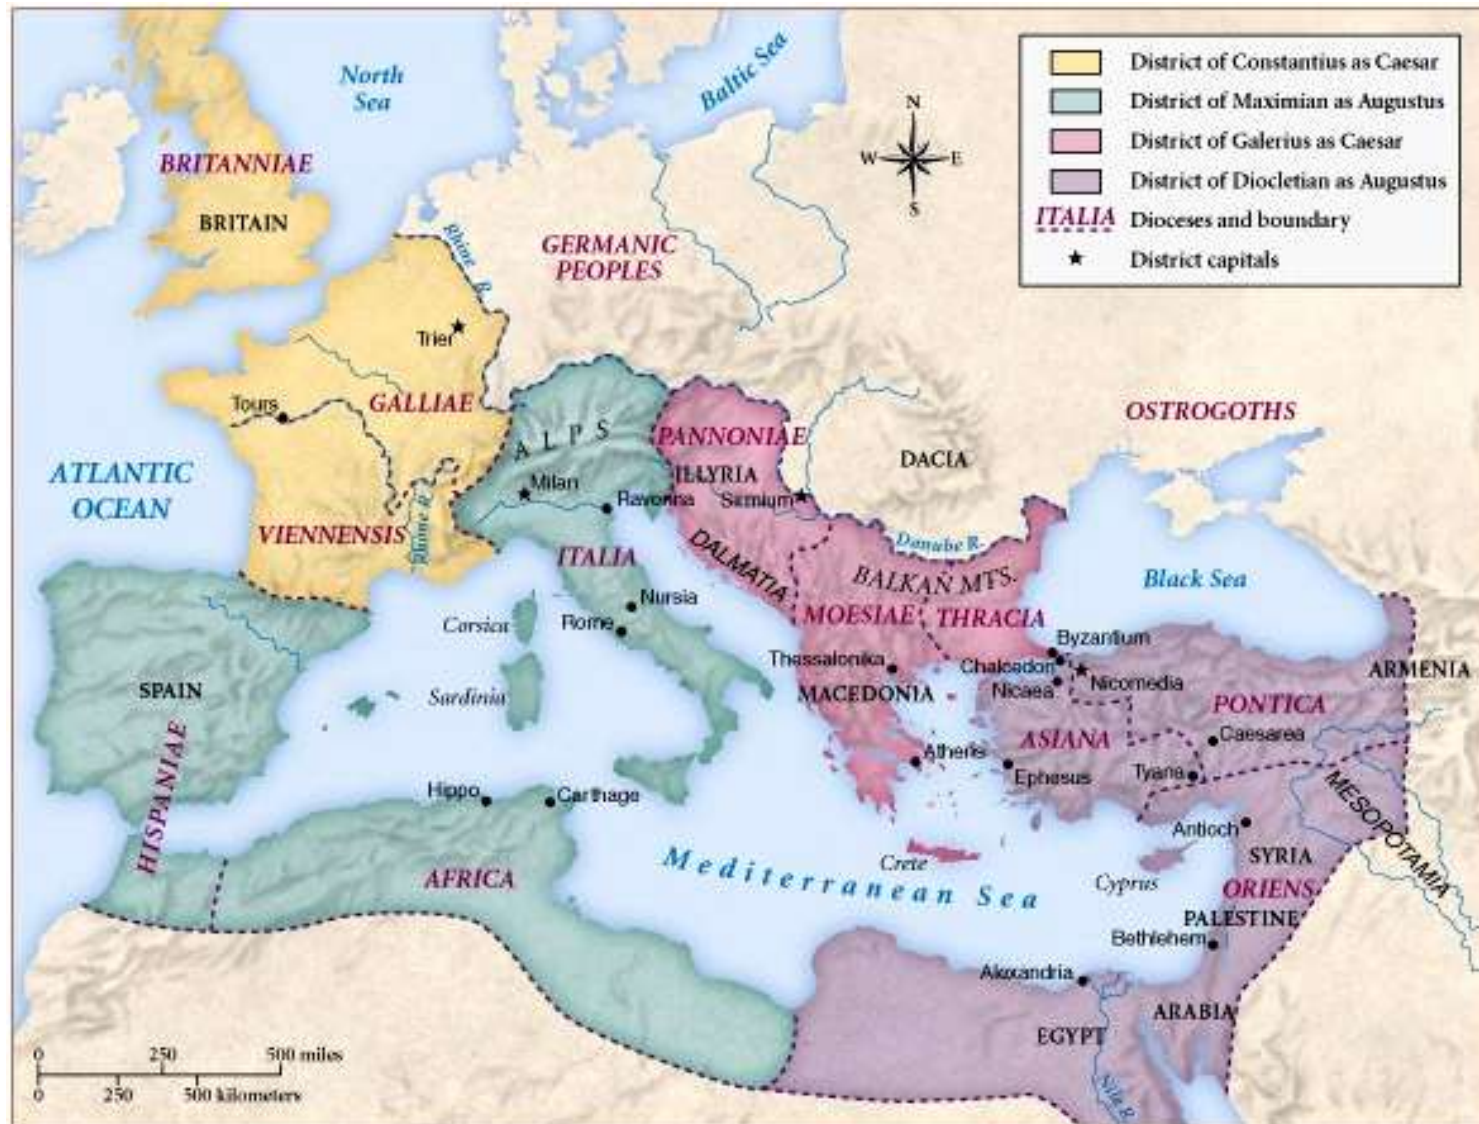 District of Constantius as Caesar
District of Maximian as Augustus
District of Galerius as Caesar
District of Diocletian as Augustus
ITALIA Dioceses and boundary
District capitals
North
Sea
Baltic Sea
N
W
E
S
BRITANNIAE
BRITAIN
Rhine R.
GERMANIC
PEOPLES
Trier
Tours
GALLIAE
ALPS
PANNONIAE
ILLYRIA
DACIA
OSTROGOTHS
ATLANTIC
OCEAN
Milan
Ravenna
Sirmium
VIENNENSIS
Rhône R.
ITALIA
DALMATIA
Danube R.
BALKAN MTS.
Black Sea
MOESIAE
THRACIA
Corsica
Nursia
Rome
Byzantium
Thessalonika
Chalcedon
Nicaea
Nicomedia
ARMENIA
SPAIN
Sardinia
MACEDONIA
PONTICA
HISPANIAE
Athens
ASIANA
Caesarea
Ephesus
Tyana
Hippo
Carthage
MESOPOTAMIA
Antioch
SYRIA
AFRICA
Mediterranean Sea
Crete
Cyprus
ORIENS
PALESTINE
Bethlehem
Alexandria
ARABIA
EGYPT
Nile R.
0 250 500 miles
0 250 500 kilometers